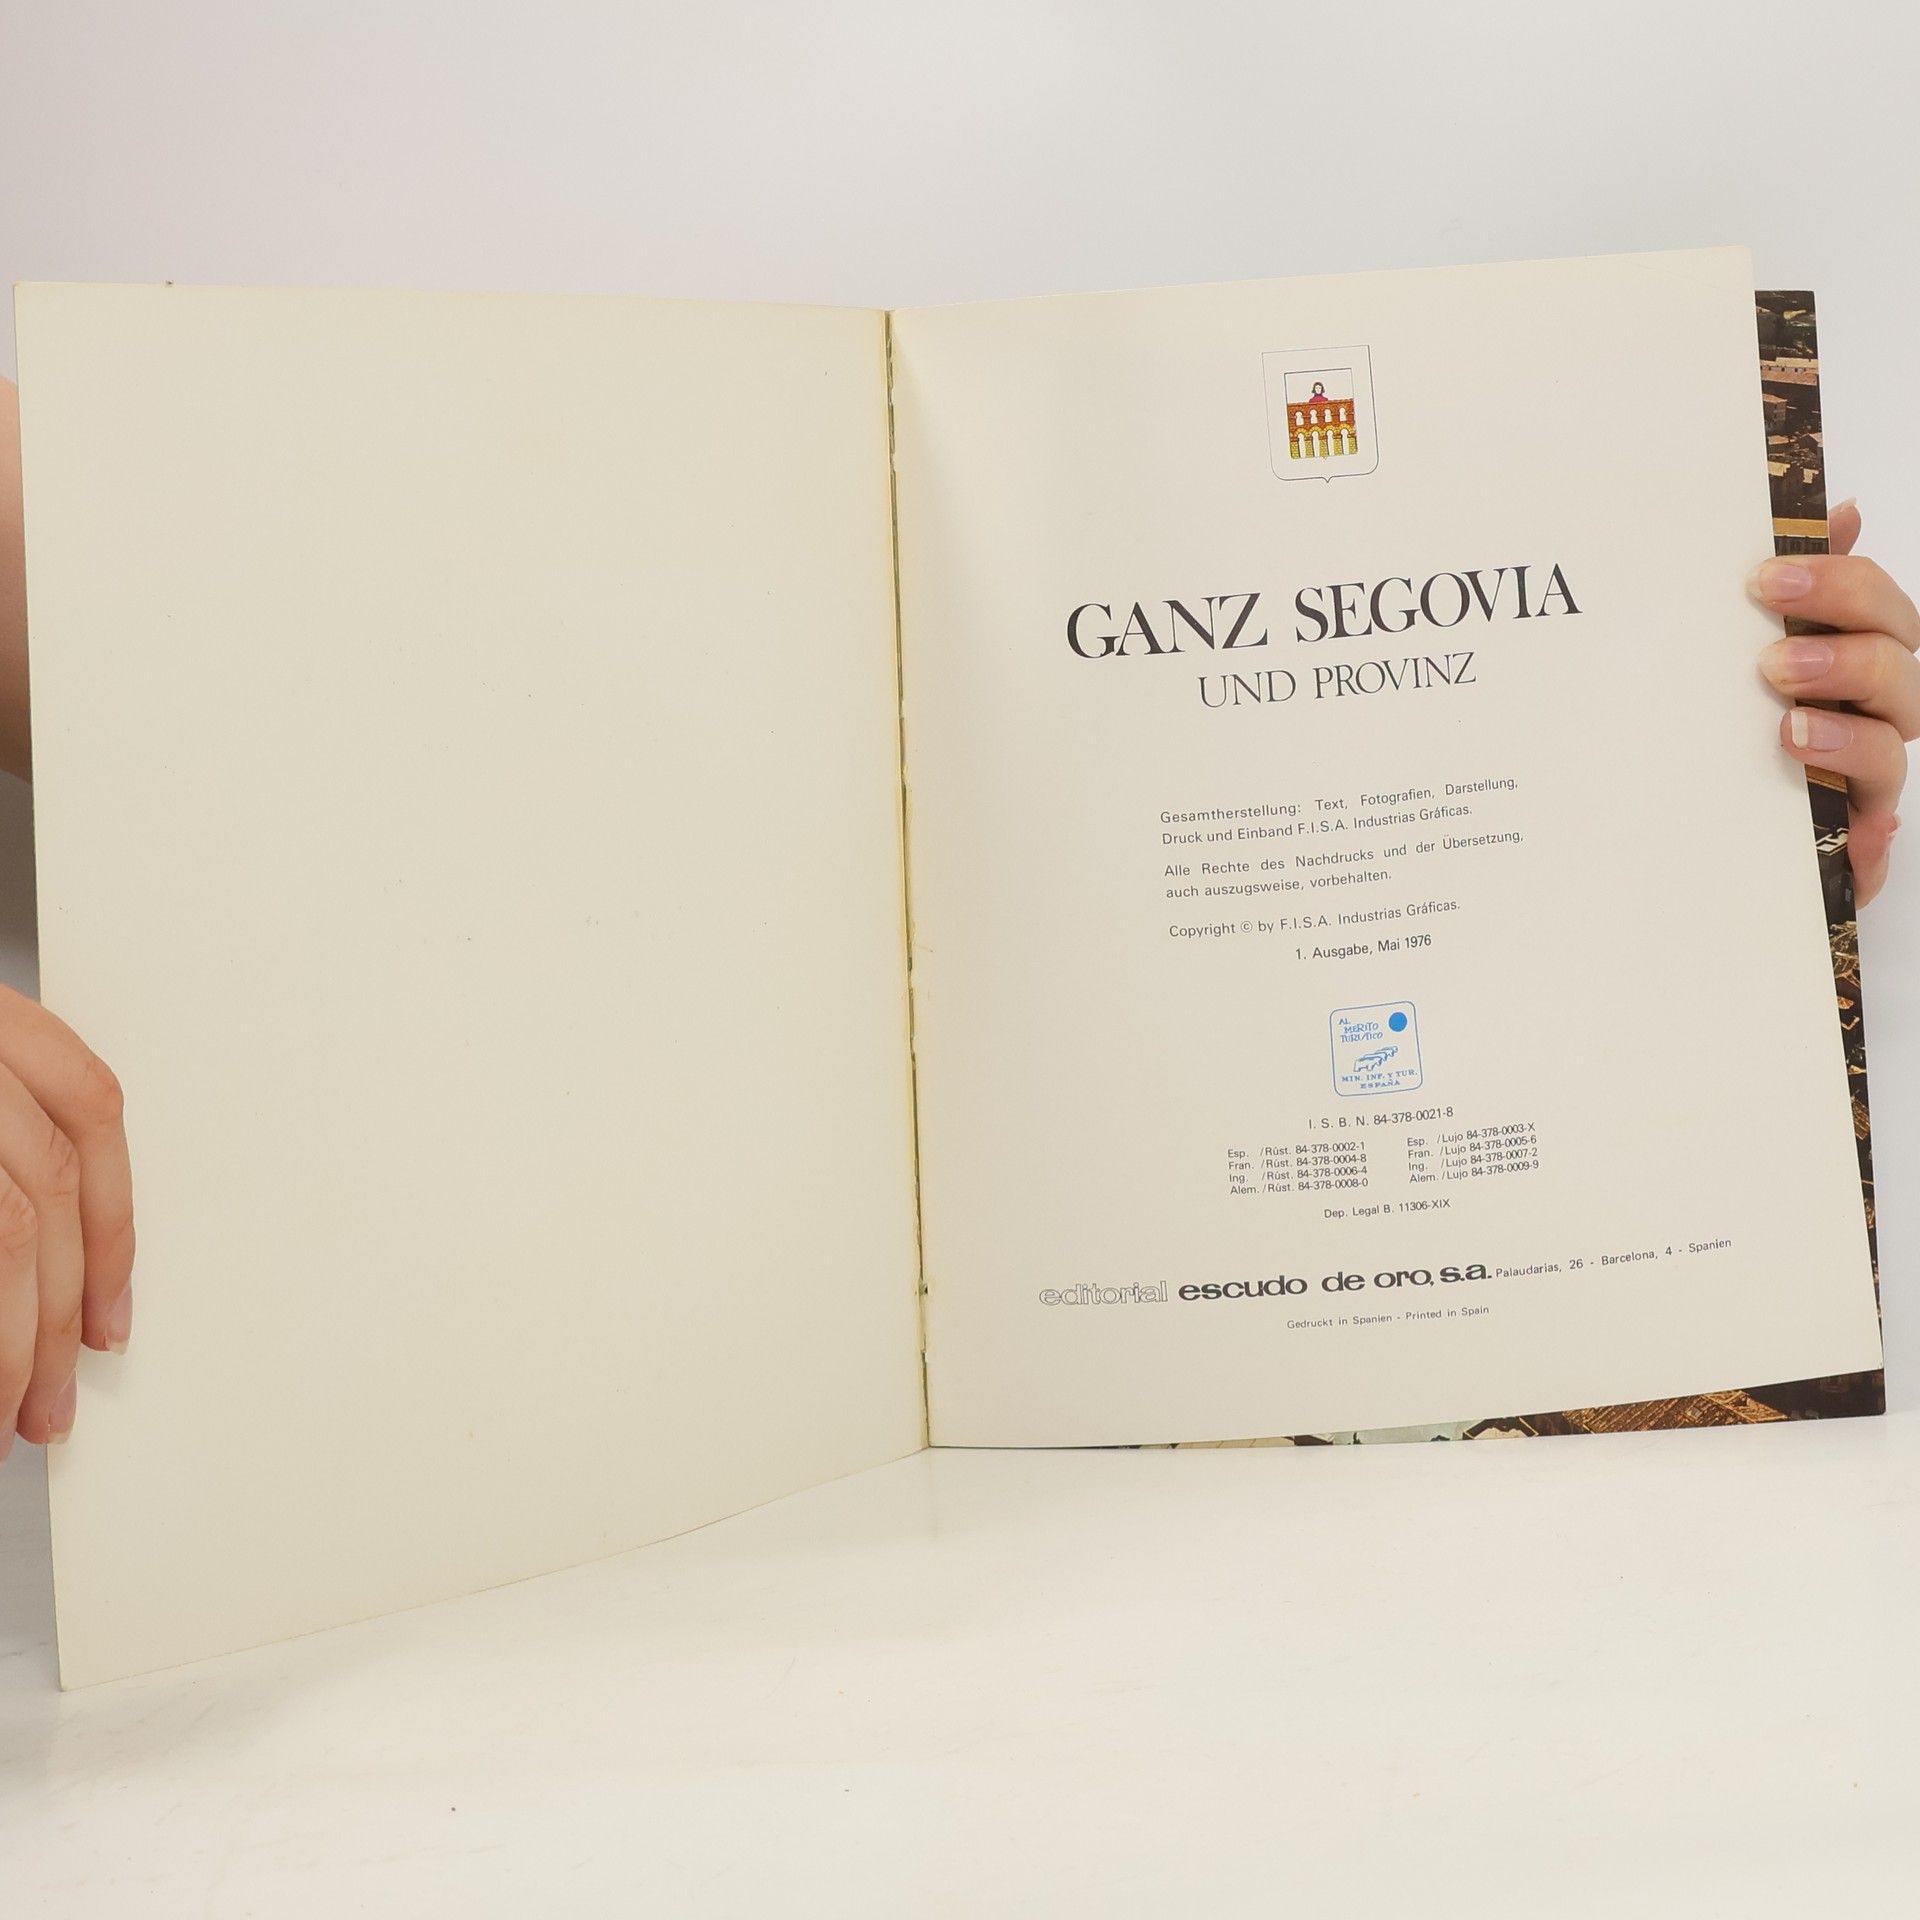 GANZ SEGOVIA
UND PROVINZ
Gesamtherstellung: Text, Fotografien, Darstellung,
Druck und Einband F.I.S.A. Industrias Gráficas.
Alle Rechte des Nachdrucks und der Übersetzung,
auch auszugsweise, vorbehalten.
Copyright © by F.I.S.A. Industrias Gráficas.
1. Ausgabe, Mai 1976
AL
MERITO
TURISTICO
MIN. INF. Y TUR.
ESPAÑA
I. S. B. N. 84-378-0021-8
Esp. /Rúst. 84-378-0002-1
Fran. /Rúst. 84-378-0004-8
Ing. /Rúst. 84-378-0006-4
Alem. /Rúst. 84-378-0008-0
Esp. /Lujo 84-378-0003-X
Fran. /Lujo 84-378-0005-6
Ing. /Lujo 84-378-0007-2
Alem. /Lujo 84-378-0009-9
Dep. Legal B. 11306-XIX
editorial escudo de oro, s.a. Palaudarias, 26 - Barcelona, 4 - Spanien
Gedruckt in Spanien - Printed in Spain